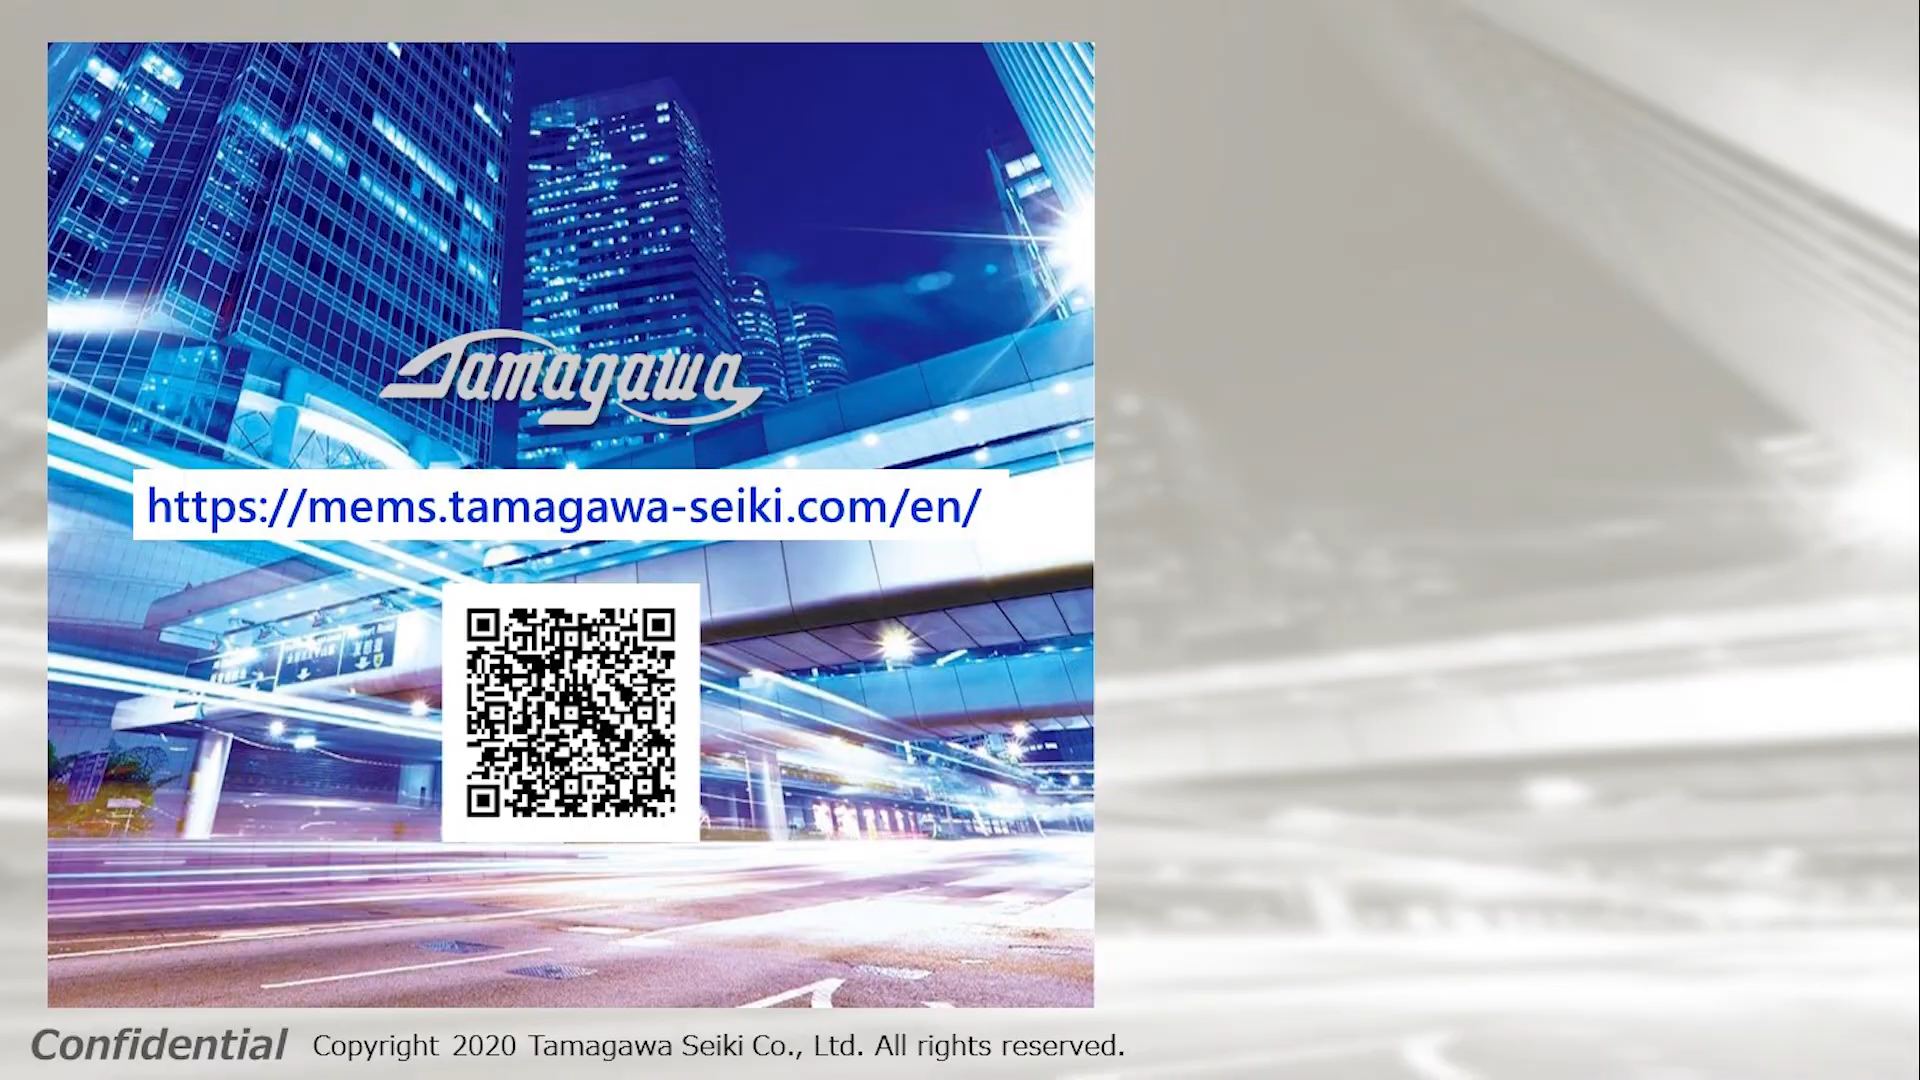 Tamagawa
https://mems.tamagawa-seiki.com/en/
Confidential Copyright 2020 Tamagawa Seiki Co., Ltd. All rights reserved.